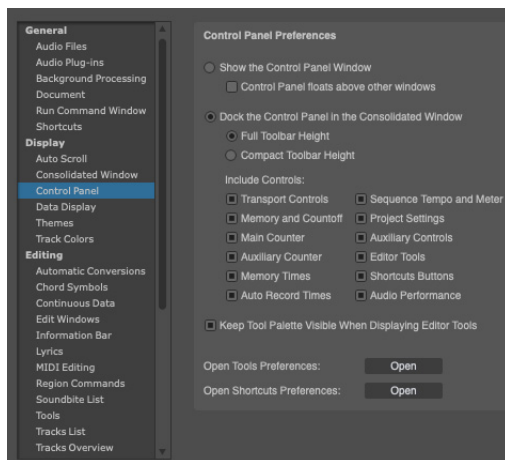 General
Audio Files
Audio Plug-ins
Background Processing
Document
Run Command Window
Shortcuts
Display
Auto Scroll
Consolidated Window
Control Panel
Data Display
Themes
Track Colors
Editing
Automatic Conversions
Chord Symbols
Continuous Data
Edit Windows
Information Bar
Lyrics
MIDI Editing
Region Commands
Soundbite List
Tools
Tracks List
Tracks Overview
Control Panel Preferences
Show the Control Panel Window
Control Panel floats above other windows
Dock the Control Panel in the Consolidated Window
Full Toolbar Height
Compact Toolbar Height
Include Controls:
Transport Controls
Memory and Countoff
Main Counter
Auxiliary Counter
Memory Times
Auto Record Times
Sequence Tempo and Meter
Project Settings
Auxiliary Controls
Editor Tools
Shortcuts Buttons
Audio Performance
Keep Tool Palette Visible When Displaying Editor Tools
Open Tools Preferences: Open
Open Shortcuts Preferences: Open